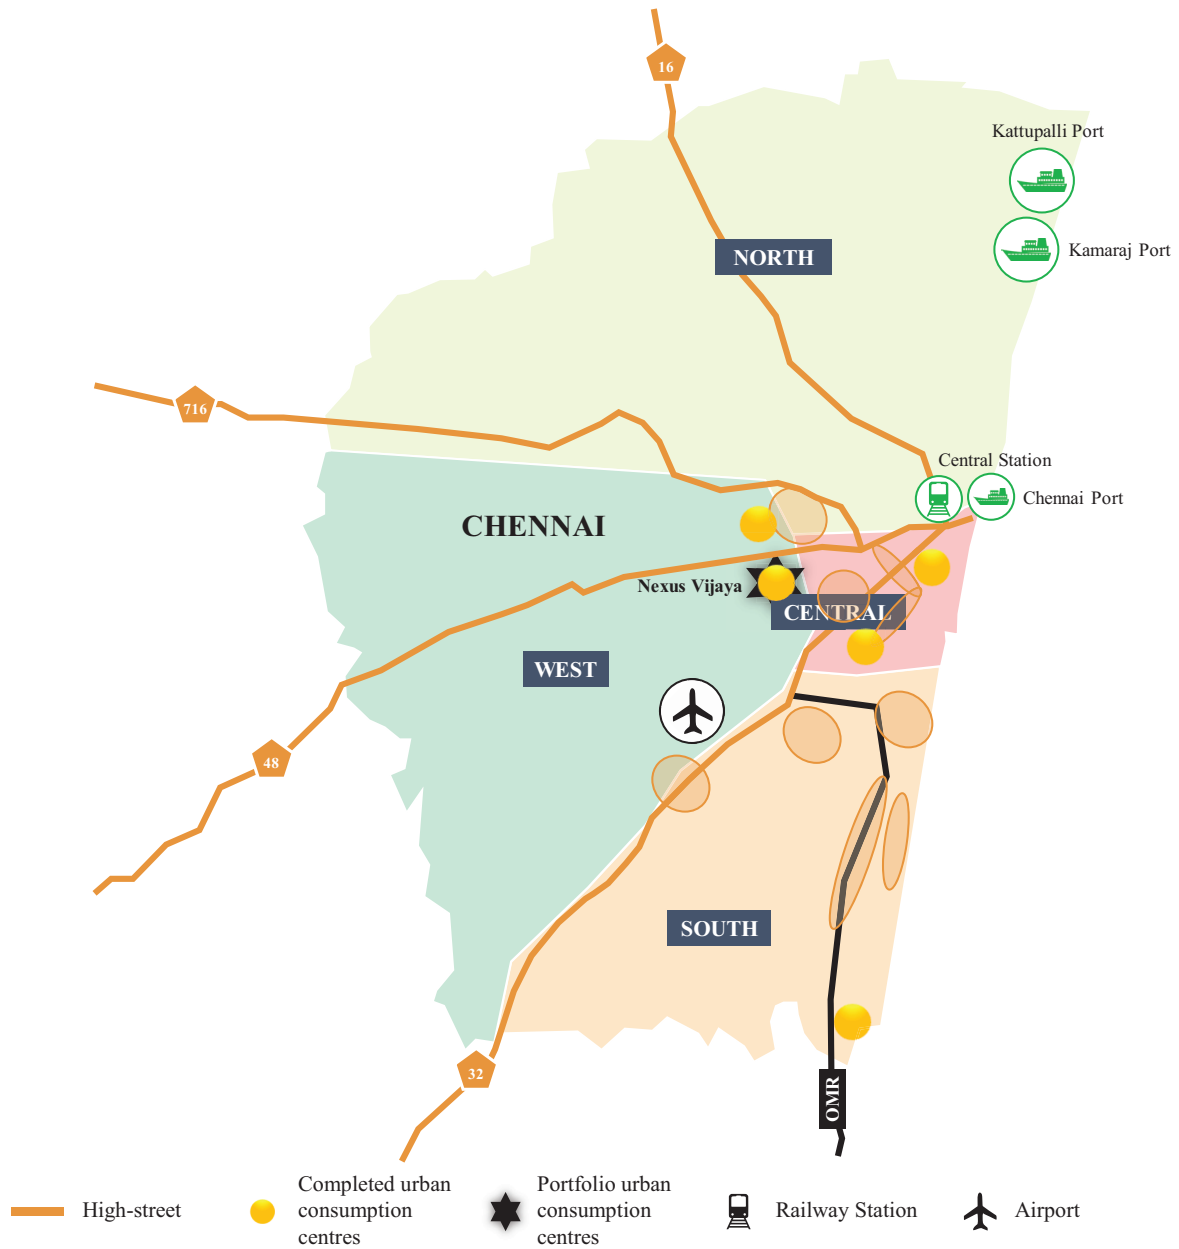 16
Kattupalli Port
NORTH
Kamaraj Port
716
Central Station
Chennai Port
CHENNAI
Nexus Vijaya
CENTRAL
WEST
48
SOUTH
32
OMR
High-street
Completed urban
consumption
centres
Portfolio urban
consumption
centres
Railway Station
Airport